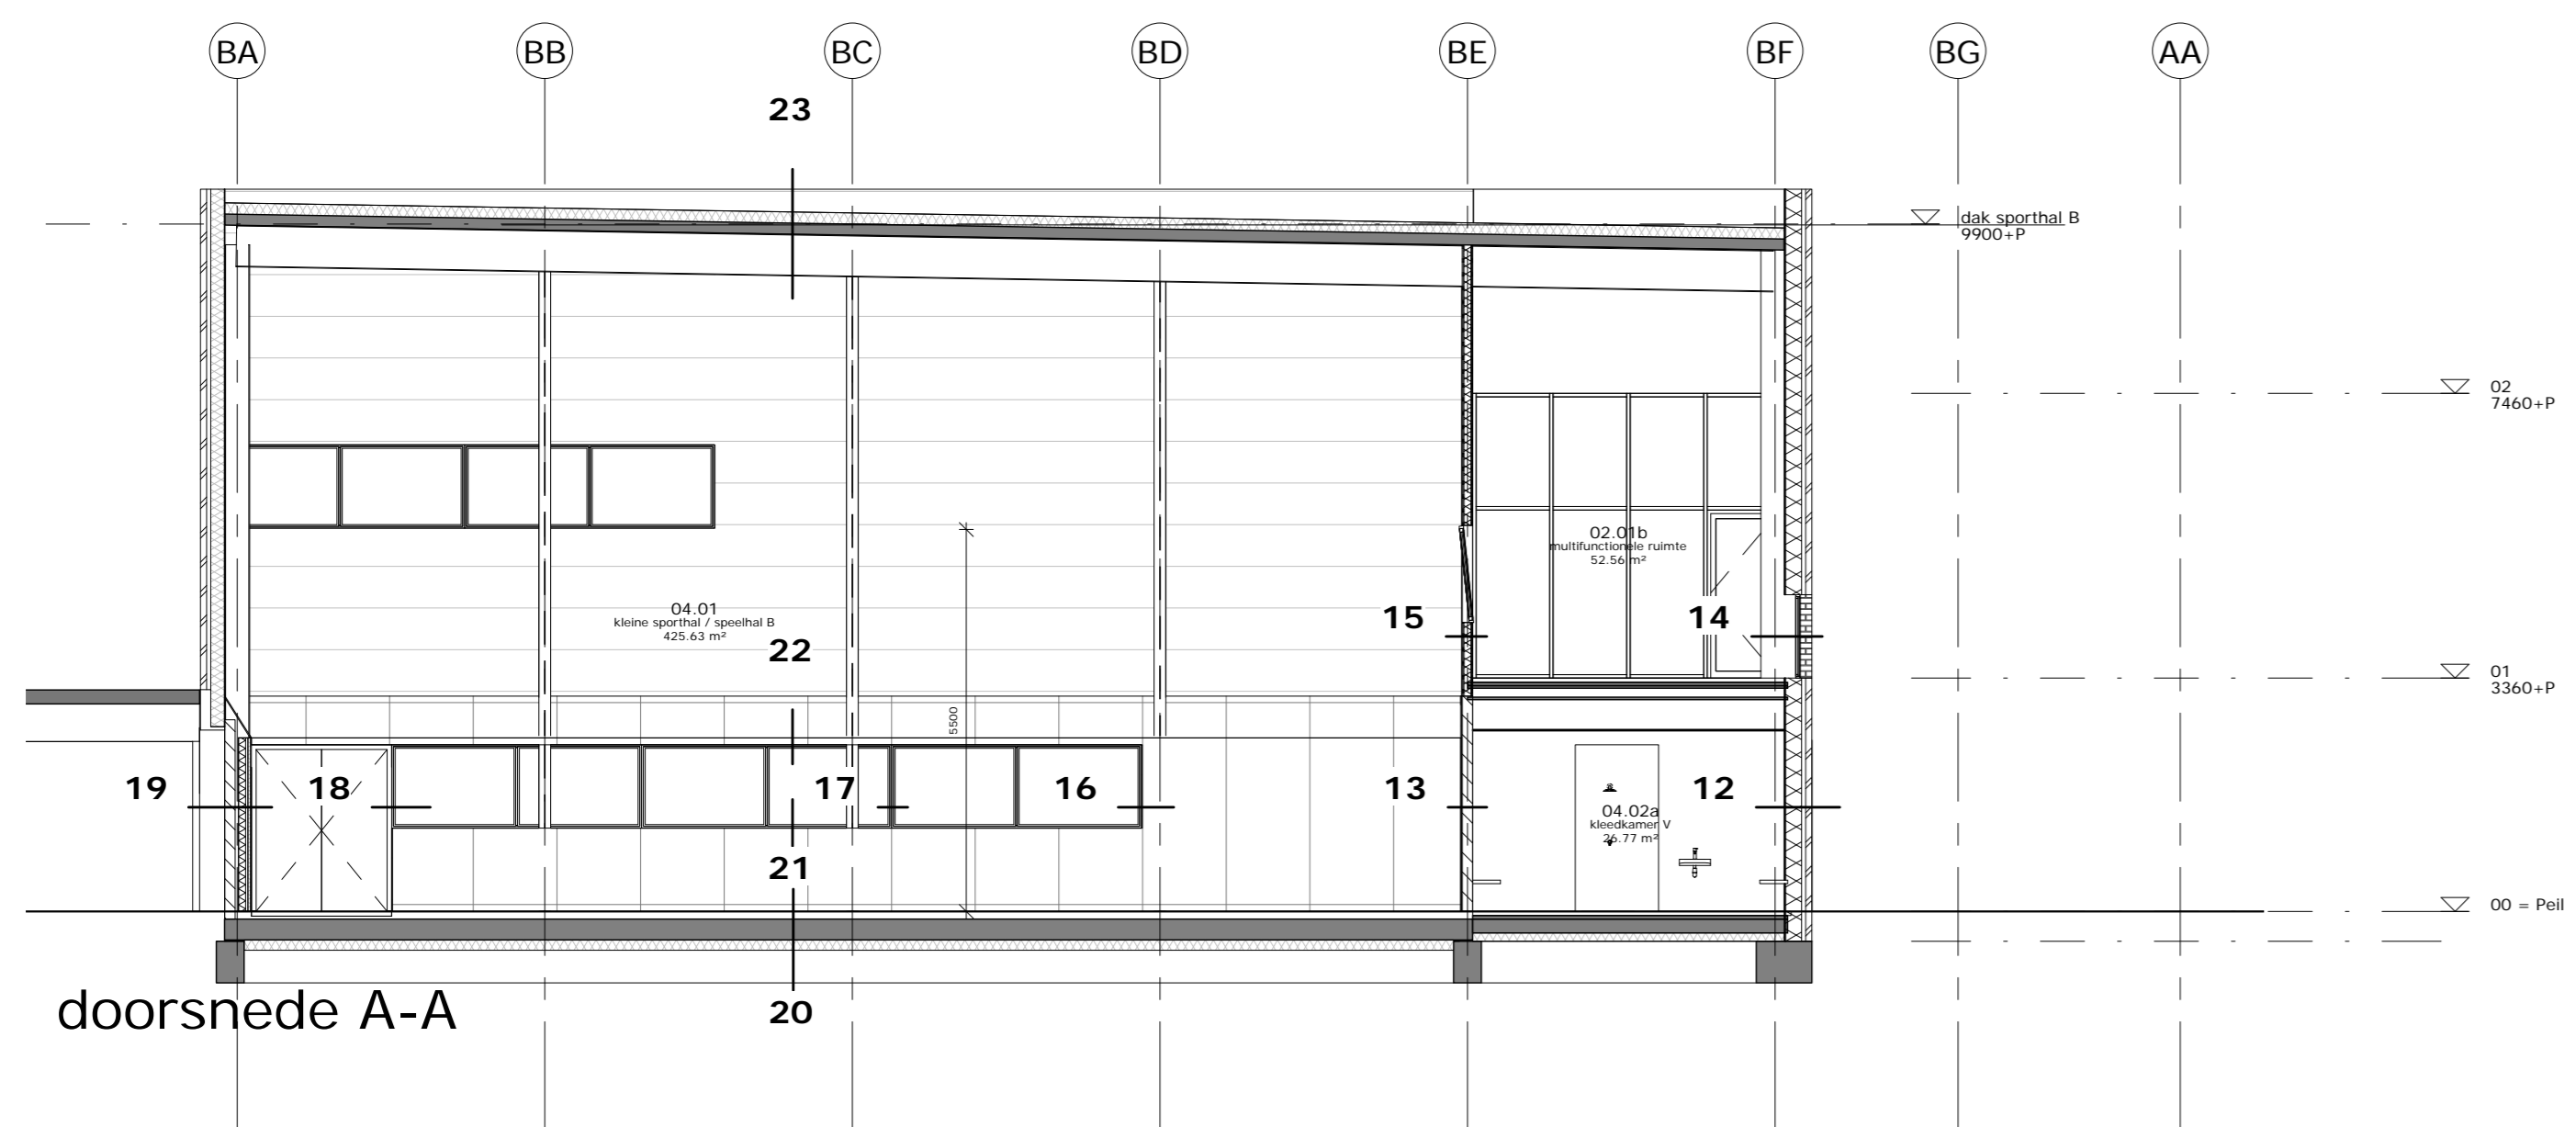 BA BB BC BD BE BF BG AA
23
dak sporthal B
9900+P
02
7460+P
02.01b
multifunctionele ruimte
52.56 m²
04.01
kleine sporthal / speelhal B
425.63 m²
15
14
22
01
3360+P
5500
19
18
17
16
13
12
04.02a
kleedkamer V
26.77 m²
21
00 = Peil
doorsnede A-A
20